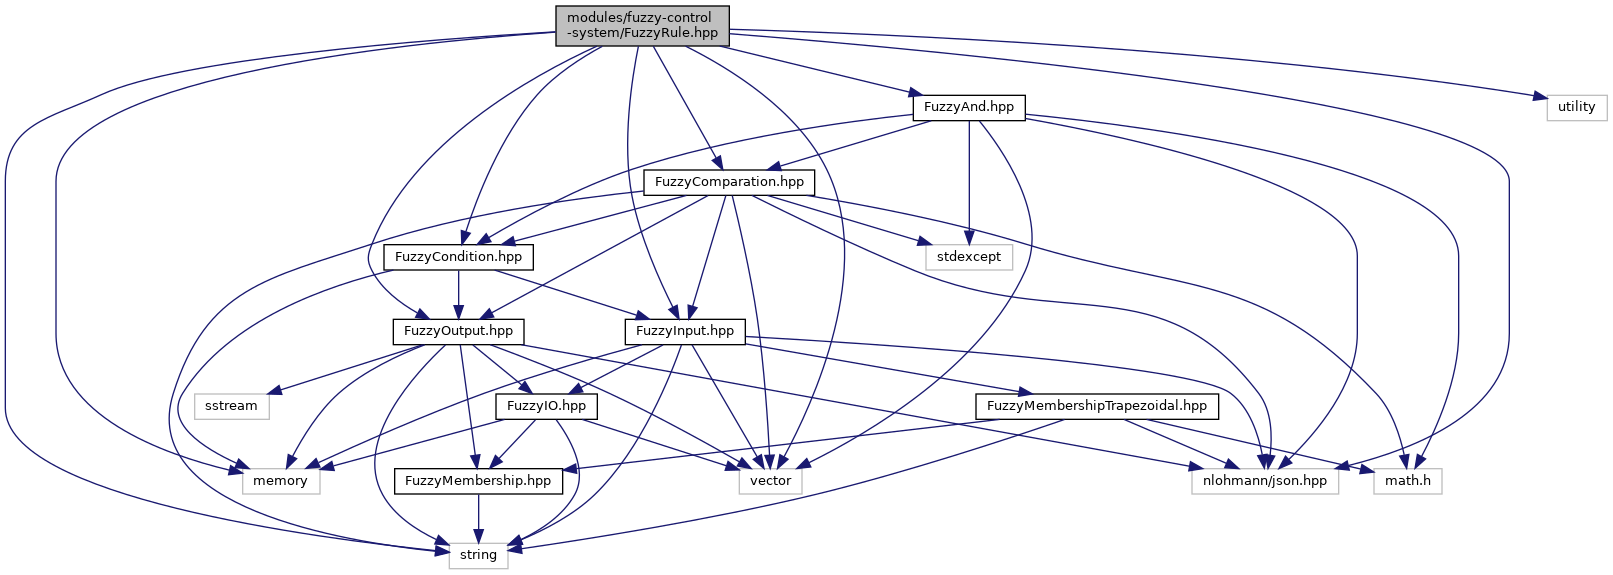 modules/fuzzy-control
-system/FuzzyRule.hpp
FuzzyAnd.hpp
utility
FuzzyComparation.hpp
FuzzyCondition.hpp
stdexcept
FuzzyOutput.hpp
FuzzyInput.hpp
sstream
FuzzyIO.hpp
FuzzyMembershipTrapezoidal.hpp
memory
FuzzyMembership.hpp
vector
nlohmann/json.hpp
math.h
string